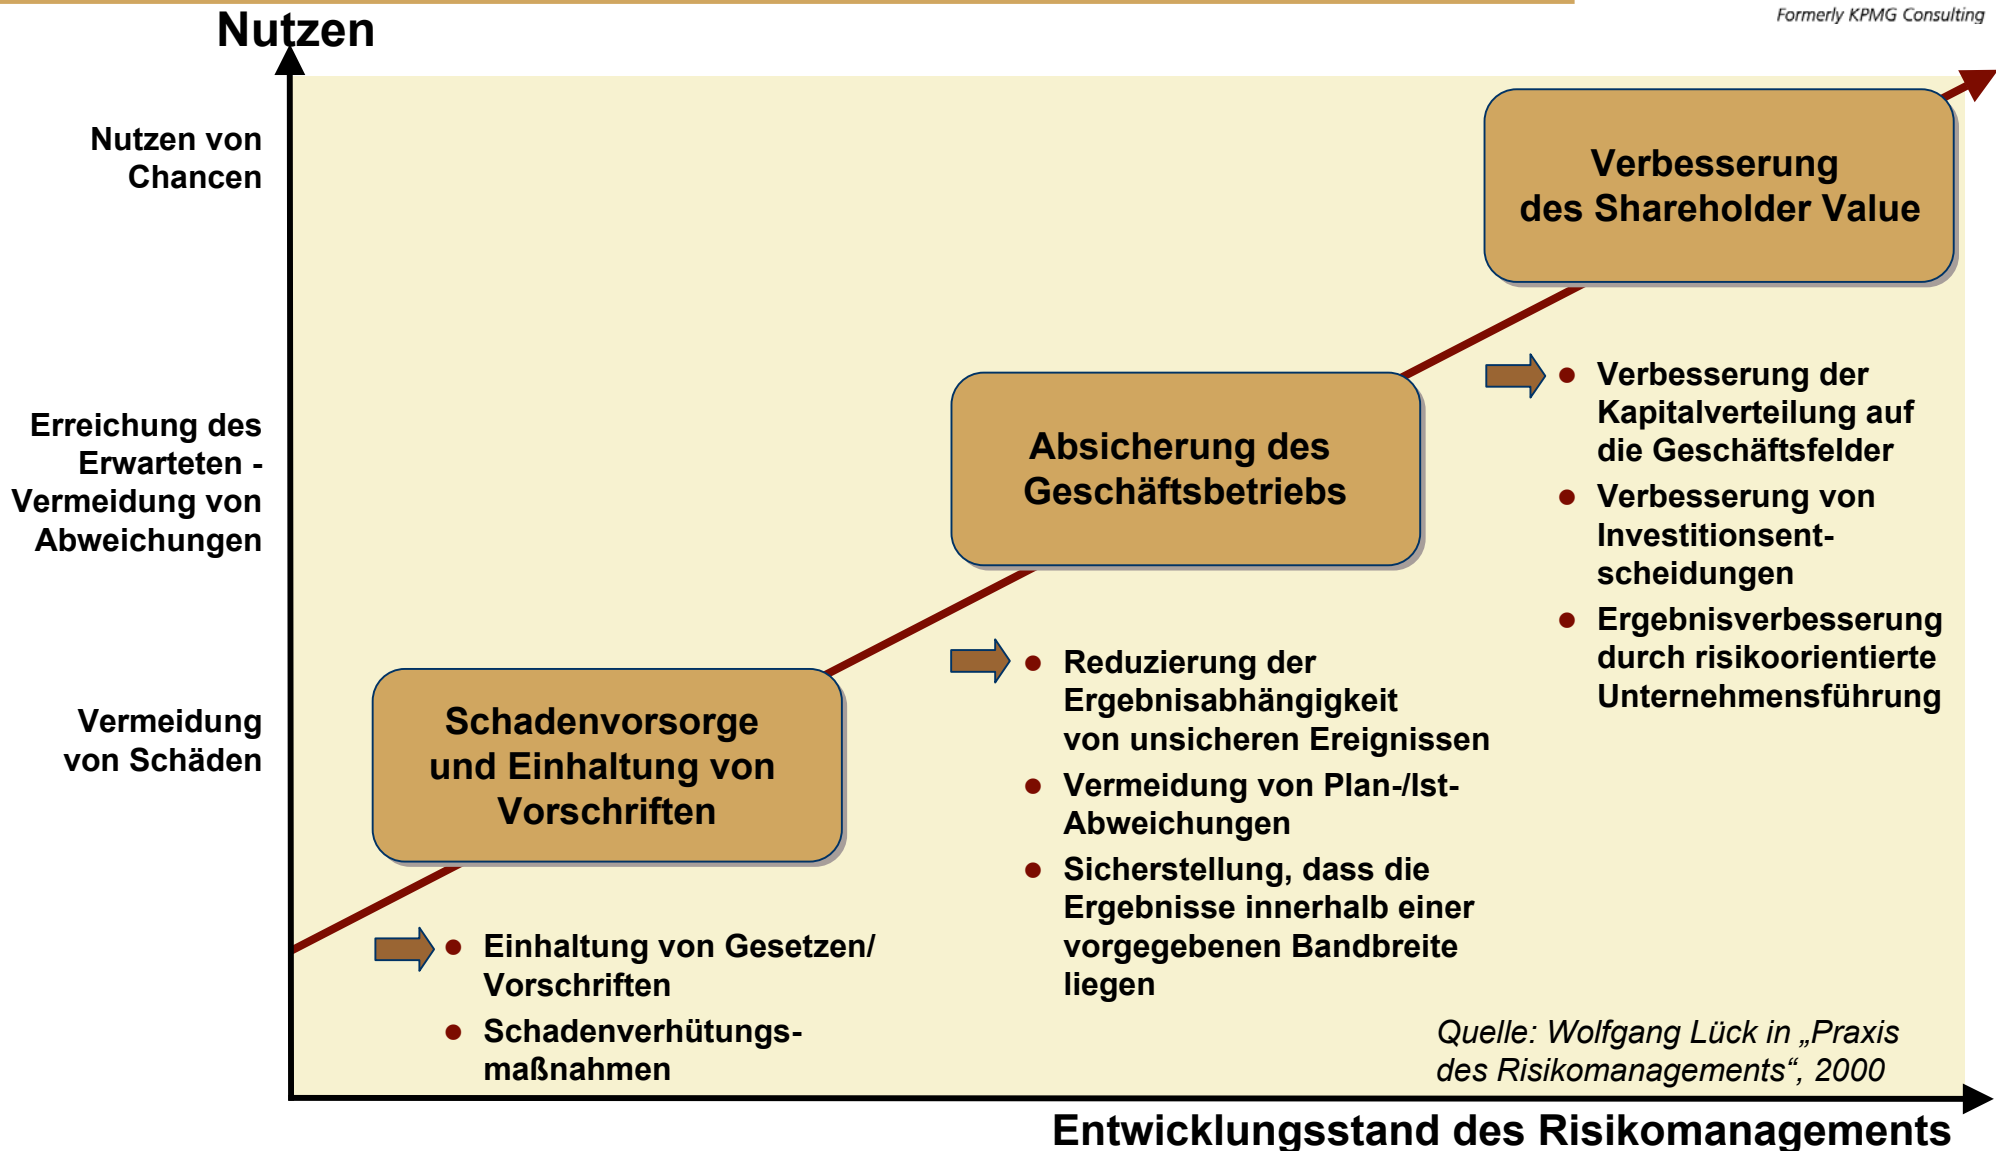 Formerly KPMG Consulting
Nutzen
Nutzen von
Chancen
Erreichung des
Erwarteten -
Vermeidung von
Abweichungen
Vermeidung
von Schäden
Verbesserung
des Shareholder Value
Verbesserung der
Kapitalverteilung auf
die Geschäftsfelder
Verbesserung von
Investitionsent-
scheidungen
Ergebnisverbesserung
durch risikoorientierte
Unternehmensführung
Absicherung des
Geschäftsbetriebs
Reduzierung der
Ergebnisabhängigkeit
von unsicheren Ereignissen
Vermeidung von Plan-/Ist-
Abweichungen
Sicherstellung, dass die
Ergebnisse innerhalb einer
vorgegebenen Bandbreite
liegen
Schadenvorsorge
und Einhaltung von
Vorschriften
Einhaltung von Gesetzen/
Vorschriften
Schadenverhütungs-
maßnahmen
Quelle: Wolfgang Lück in „Praxis
des Risikomanagements“, 2000
Entwicklungsstand des Risikomanagements